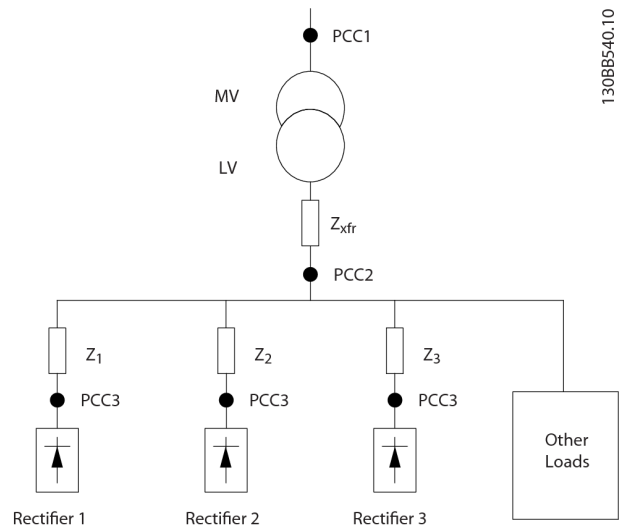 PCC1
130BB540.10
MV
LV
Zxfr
PCC2
Z1
Z2
Z3
PCC3
PCC3
PCC3
Other
Loads
Rectifier 1
Rectifier 2
Rectifier 3